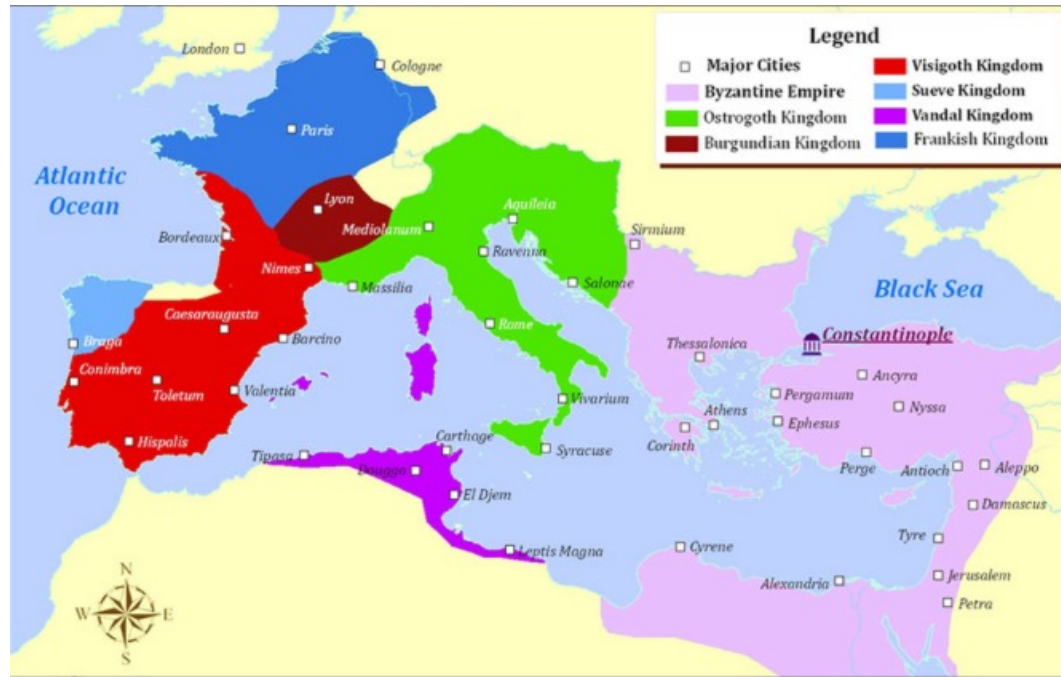 Legend
Major Cities
Byzantine Empire
Ostrogoth Kingdom
Burgundian Kingdom
Visigoth Kingdom
Sueve Kingdom
Vandal Kingdom
Frankish Kingdom
London
Cologne
Paris
Atlantic
Ocean
Lyon
Aquileia
Mediolanum
Bordeaux
Ravenna
Sirmium
Nimes
Massilia
Salonae
Black Sea
Caesaraugusta
Rome
Constantinople
Braga
Barcino
Thessalonica
Conimbra
Toletum
Valentia
Ancyra
Pergamum
Nyssa
Vivarium
Athens
Ephesus
Corinth
Hispalis
Carthage
Syracuse
Tipasa
Dougga
Perge
Antioch
Aleppo
El Djem
Damascus
Leptis Magna
Cyrene
Tyre
Alexandria
Jerusalem
Petra
N
W
E
S